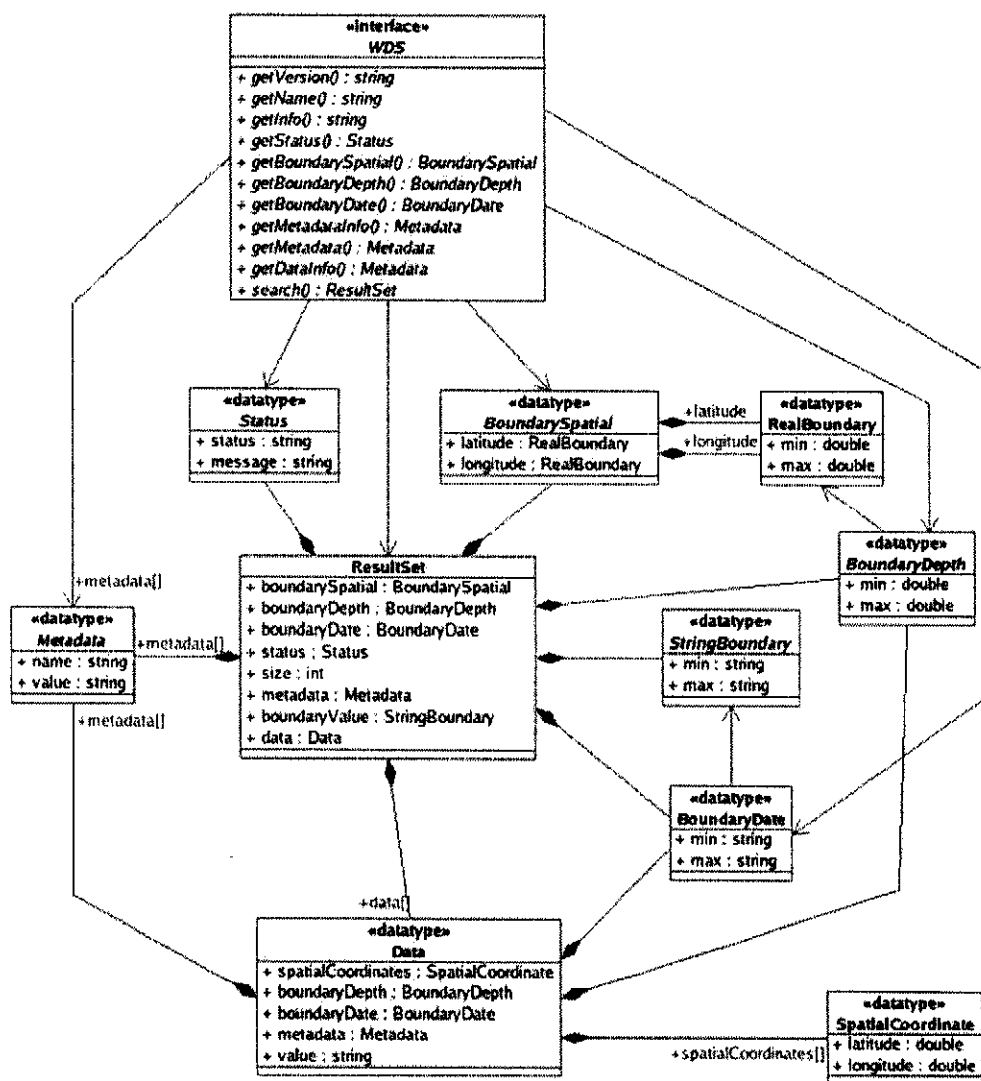 «interface»
WDS
+ getVersion() : string
+ getName() : string
+ getInfo() : string
+ getStatus() : Status
+ getBoundarySpatial() : BoundarySpatial
+ getBoundaryDepth() : BoundaryDepth
+ getBoundaryDate() : BoundaryDate
+ getMetadataInfo() : Metadata
+ getMetadata() : Metadata
+ getDataInfo() : Metadata
+ search() : ResultSet
«datatype»
Status
+ status : string
+ message : string
«datatype»
BoundarySpatial
+ latitude : RealBoundary
+ longitude : RealBoundary
+latitude
+longitude
«datatype»
RealBoundary
+ min : double
+ max : double
«datatype»
BoundaryDepth
+ min : double
+ max : double
+metadata[]
«datatype»
Metadata
+ name : string
+ value : string
+metadata[]
+metadata[]
ResultSet
+ boundarySpatial : BoundarySpatial
+ boundaryDepth : BoundaryDepth
+ boundaryDate : BoundaryDate
+ status : Status
+ size : int
+ metadata : Metadata
+ boundaryValue : StringBoundary
+ data : Data
«datatype»
StringBoundary
+ min : string
+ max : string
«datatype»
BoundaryDate
+ min : string
+ max : string
+data[]
«datatype»
Data
+ spatialCoordinates : SpatialCoordinate
+ boundaryDepth : BoundaryDepth
+ boundaryDate : BoundaryDate
+ metadata : Metadata
+ value : string
+spatialCoordinates[]
«datatype»
SpatialCoordinate
+ latitude : double
+ longitude : double